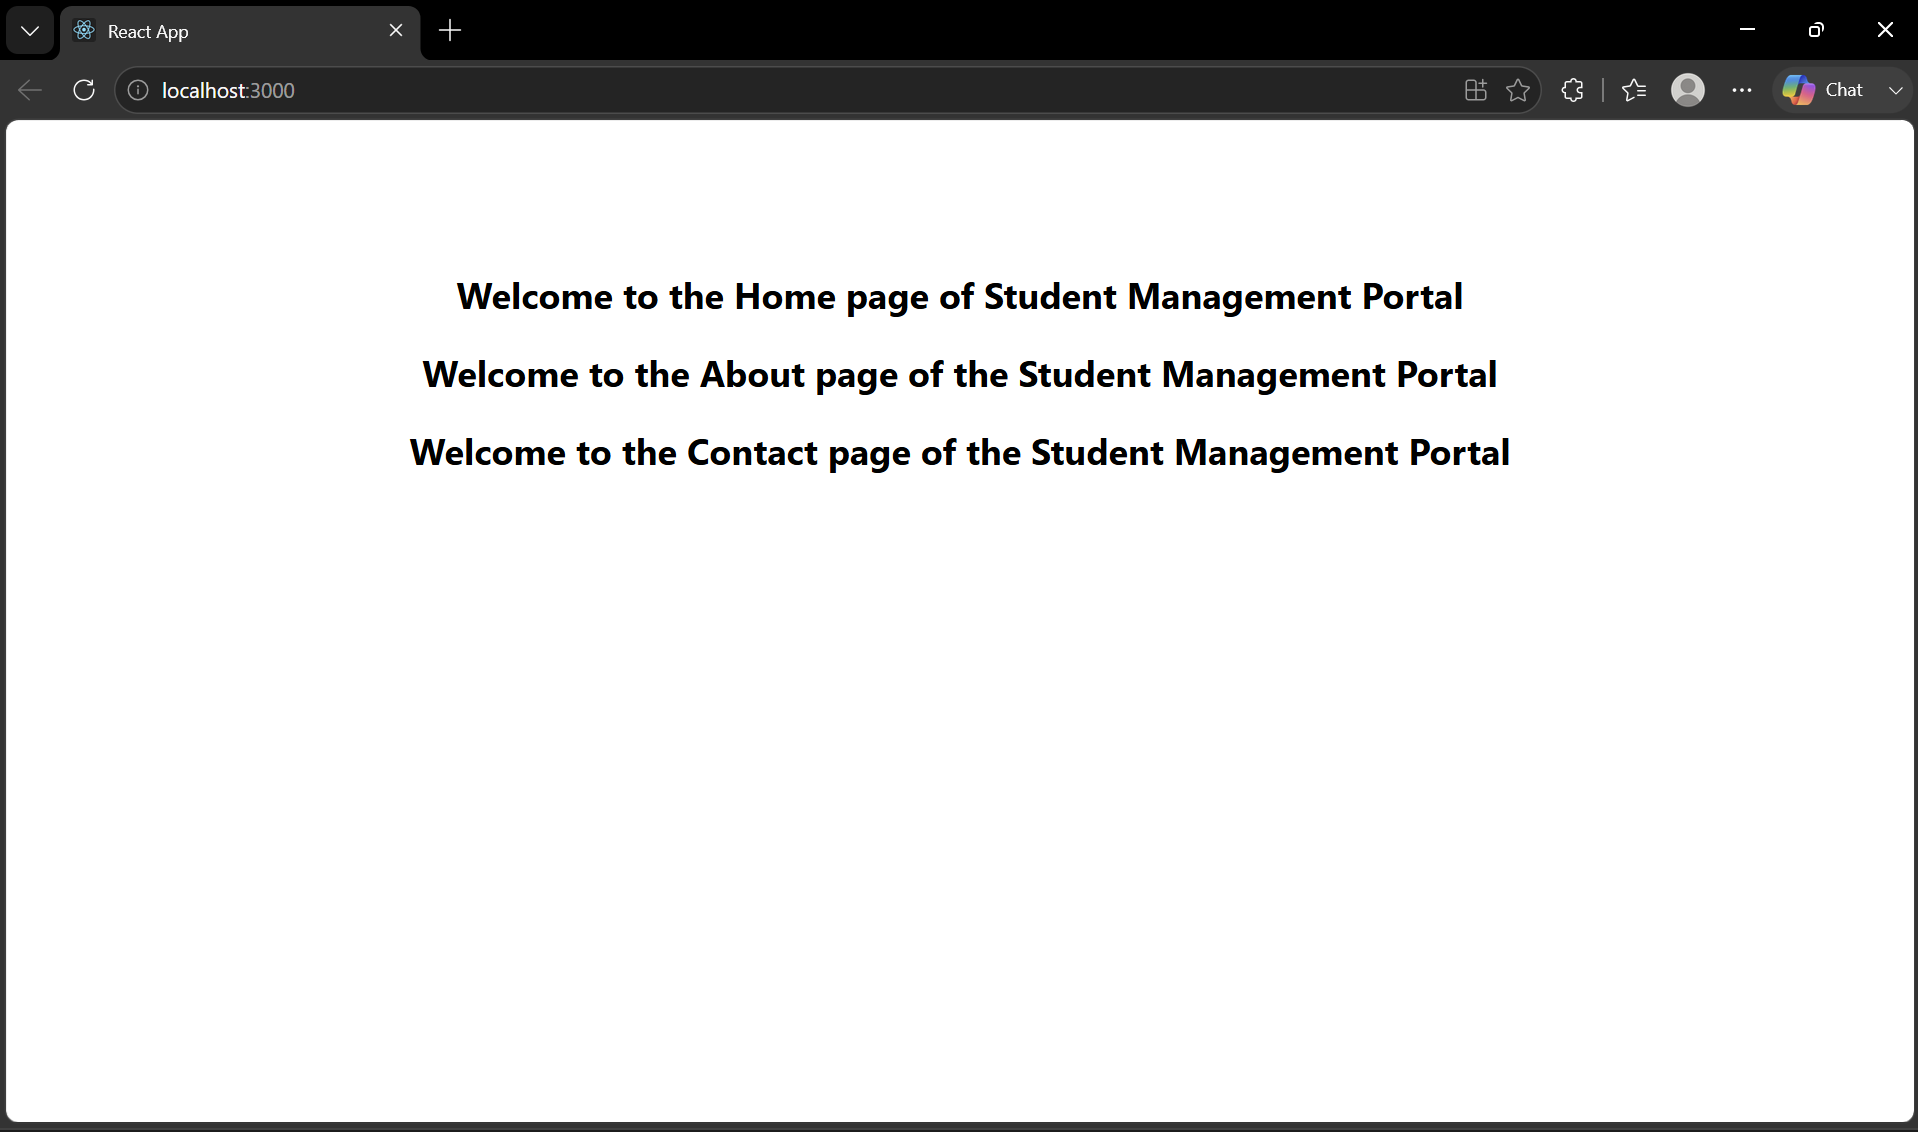 React App
localhost:3000
Chat
Welcome to the Home page of Student Management Portal
Welcome to the About page of the Student Management Portal
Welcome to the Contact page of the Student Management Portal